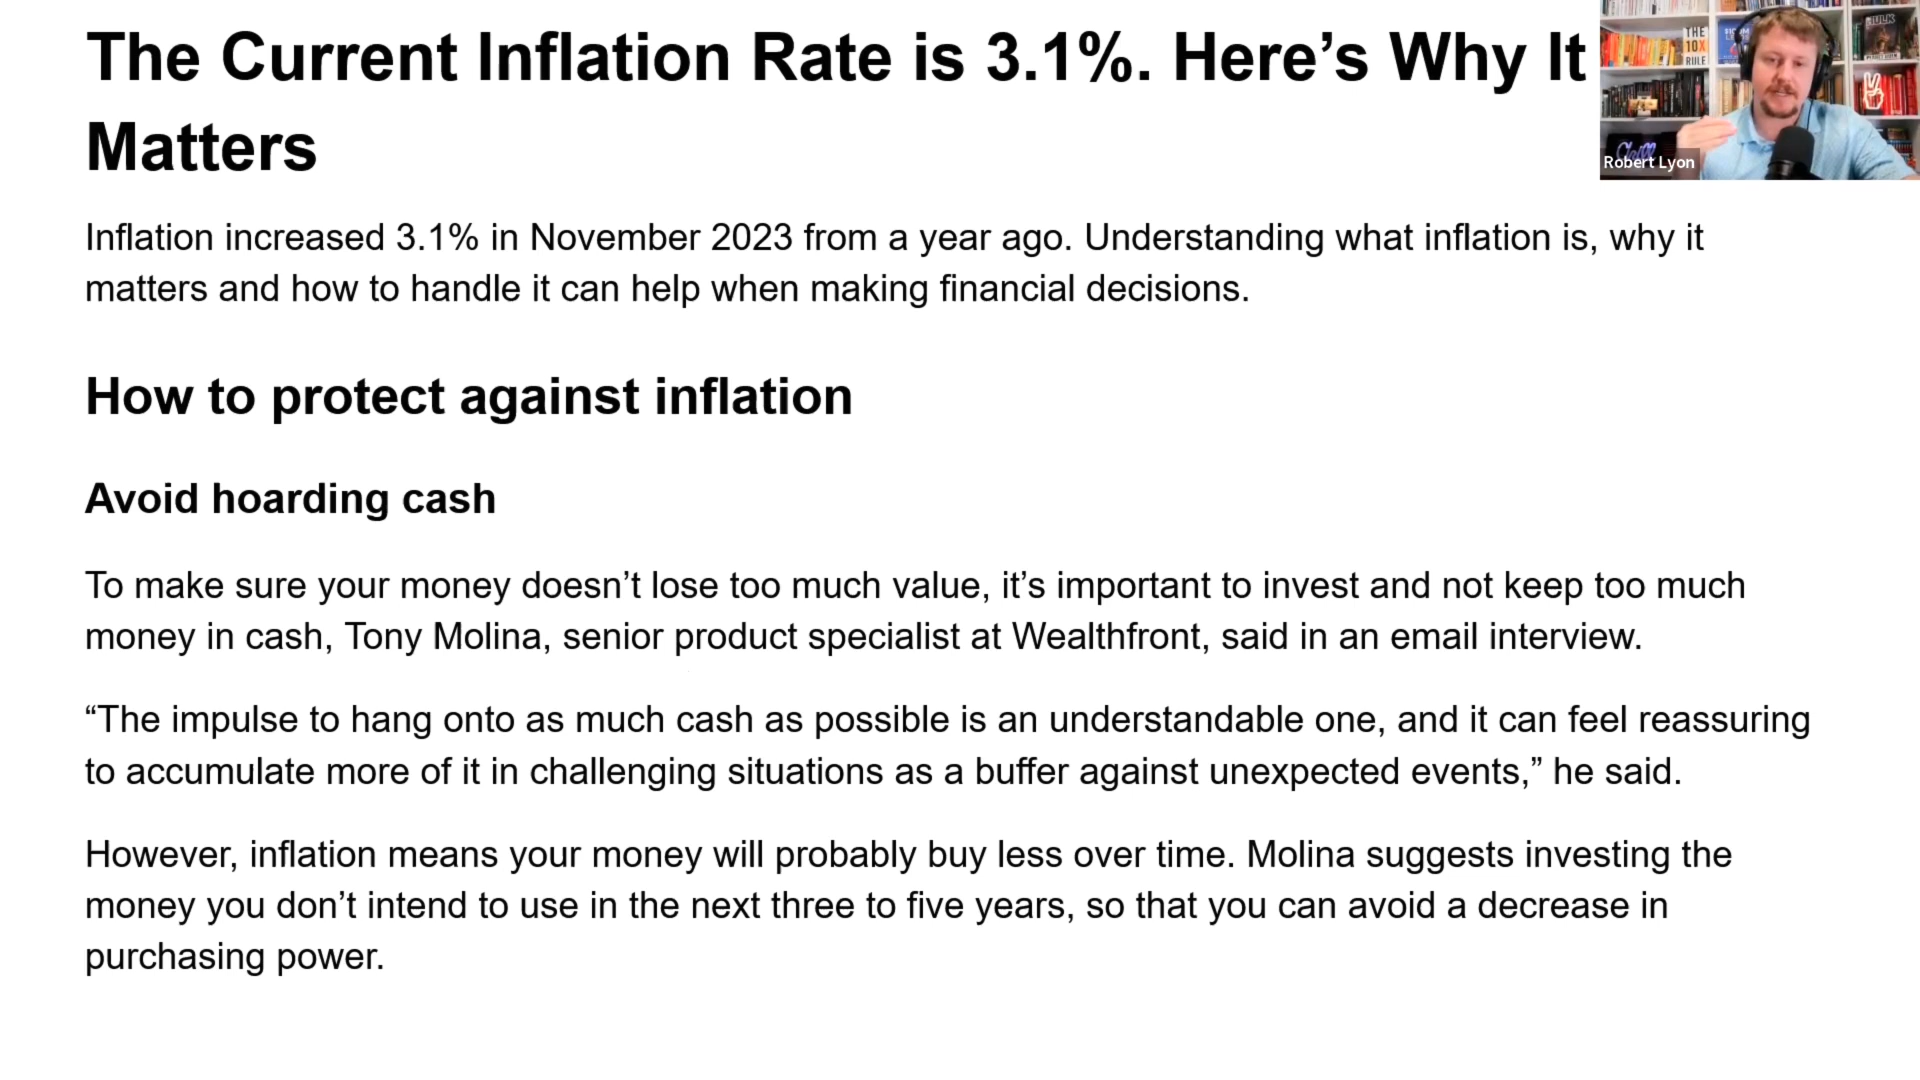 The Current Inflation Rate is 3.1%. Here’s Why It
Matters
THE
10X
RULE
HULK
Chill
Robert Lyon
Inflation increased 3.1% in November 2023 from a year ago. Understanding what inflation is, why it
matters and how to handle it can help when making financial decisions.
How to protect against inflation
Avoid hoarding cash
To make sure your money doesn’t lose too much value, it’s important to invest and not keep too much
money in cash, Tony Molina, senior product specialist at Wealthfront, said in an email interview.
“The impulse to hang onto as much cash as possible is an understandable one, and it can feel reassuring
to accumulate more of it in challenging situations as a buffer against unexpected events,” he said.
However, inflation means your money will probably buy less over time. Molina suggests investing the
money you don’t intend to use in the next three to five years, so that you can avoid a decrease in
purchasing power.